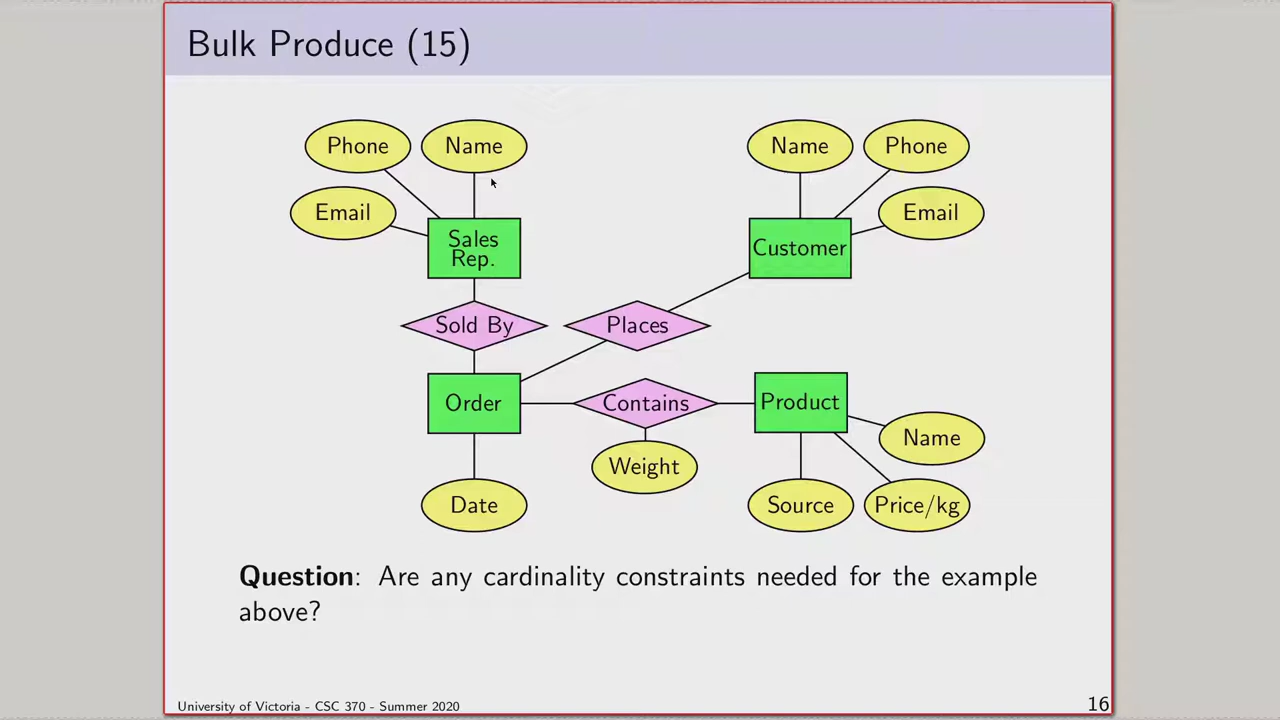 Bulk Produce (15)
Phone
Name
Name
Phone
Email
Email
Sales
Rep.
Customer
Sold By
Places
Order
Contains
Product
Name
Weight
Date
Source
Price/kg
Question: Are any cardinality constraints needed for the example
above?
University of Victoria - CSC 370 - Summer 2020
16